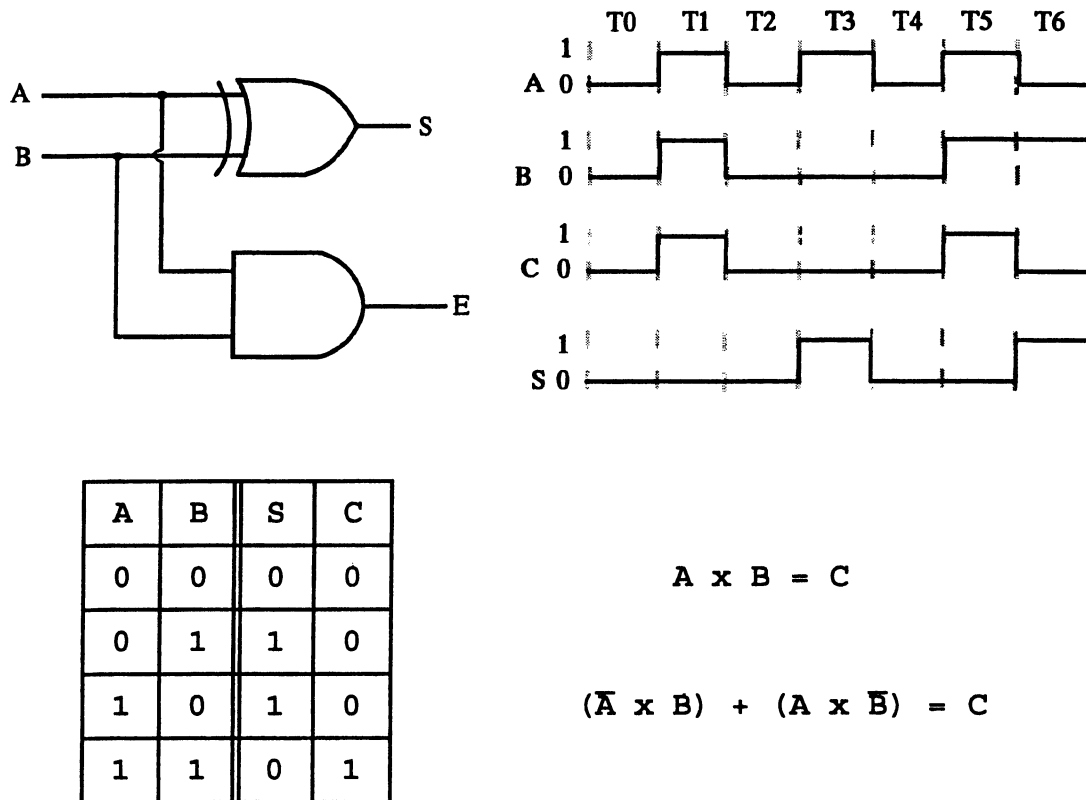 A
B
S
E
T0 T1 T2 T3 T4 T5 T6
1
A 0
1
B 0
1
C 0
1
S 0
A B S C
0 0 0 0
0 1 1 0
1 0 1 0
1 1 0 1
A x B = C
(A̅ x B) + (A x B̅) = C